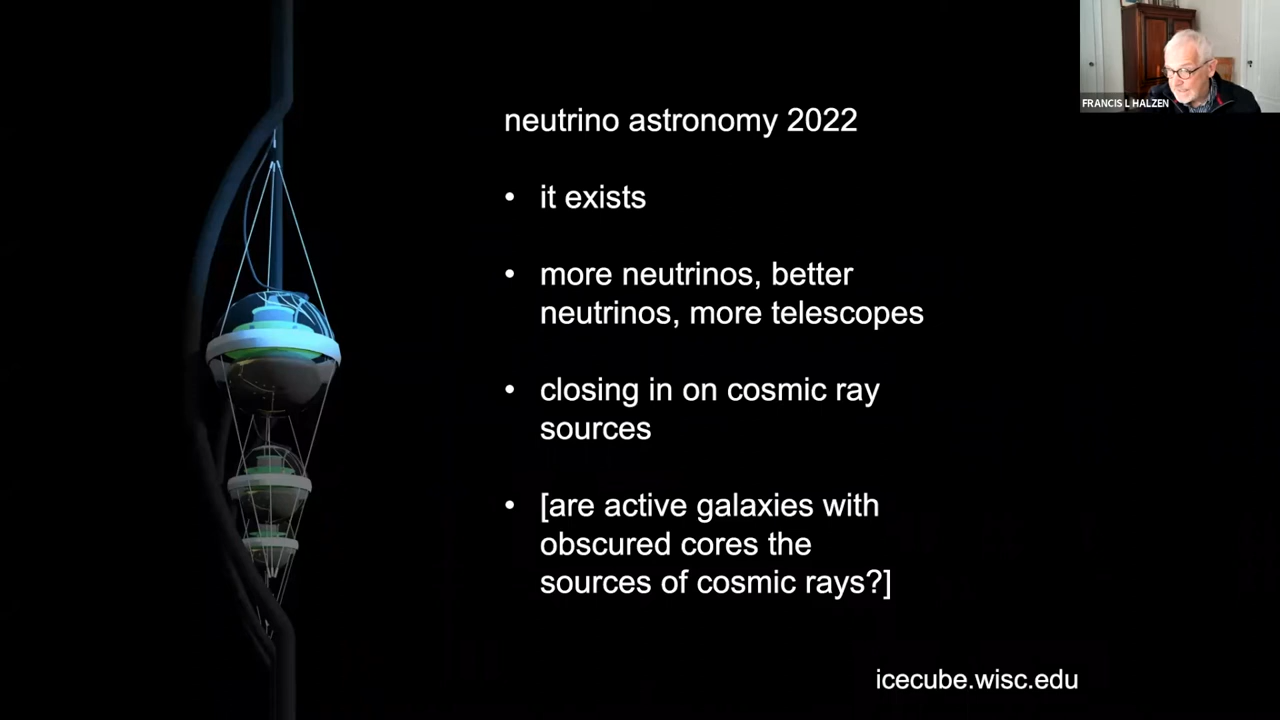 FRANCIS L HALZEN
neutrino astronomy 2022
• it exists
• more neutrinos, better
neutrinos, more telescopes
• closing in on cosmic ray
sources
• [are active galaxies with
obscured cores the
sources of cosmic rays?]
icecube.wisc.edu